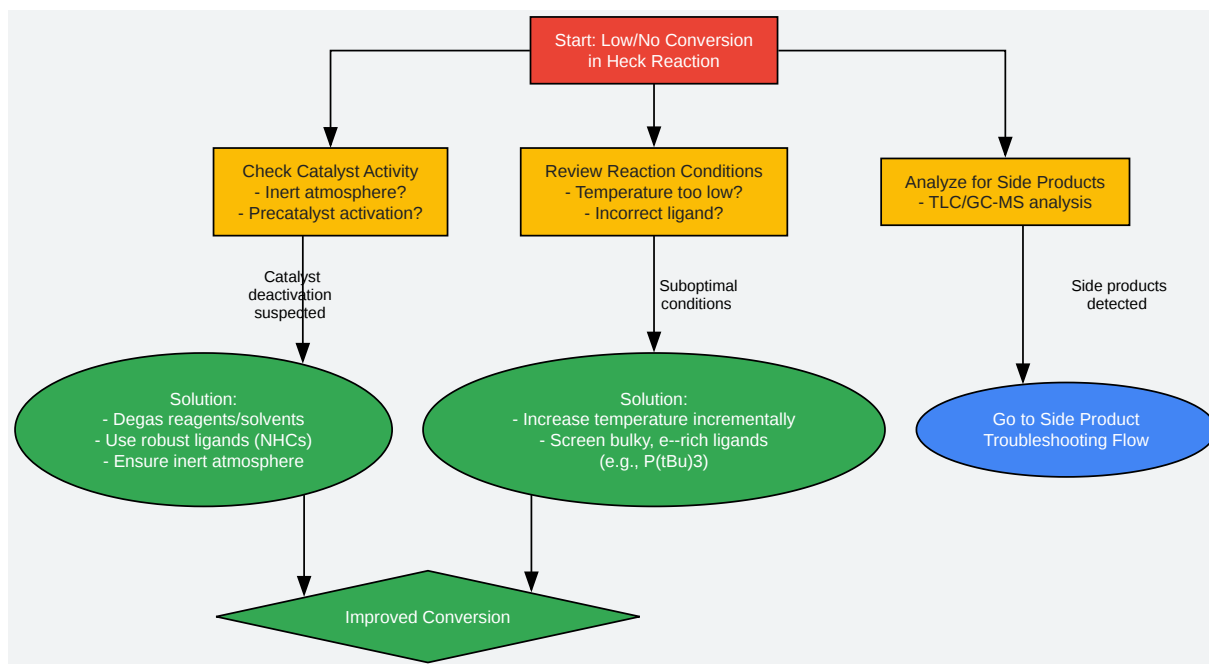 Start: Low/No Conversion
in Heck Reaction
Check Catalyst Activity
- Inert atmosphere?
- Precatalyst activation?
Review Reaction Conditions
- Temperature too low?
- Incorrect ligand?
Analyze for Side Products
- TLC/GC-MS analysis
Catalyst
deactivation
suspected
Suboptimal
conditions
Side products
detected
Solution:
- Degas reagents/solvents
- Use robust ligands (NHCs)
- Ensure inert atmosphere
Solution:
- Increase temperature incrementally
- Screen bulky, e--rich ligands
(e.g., P(tBu)3)
Go to Side Product
Troubleshooting Flow
Improved Conversion